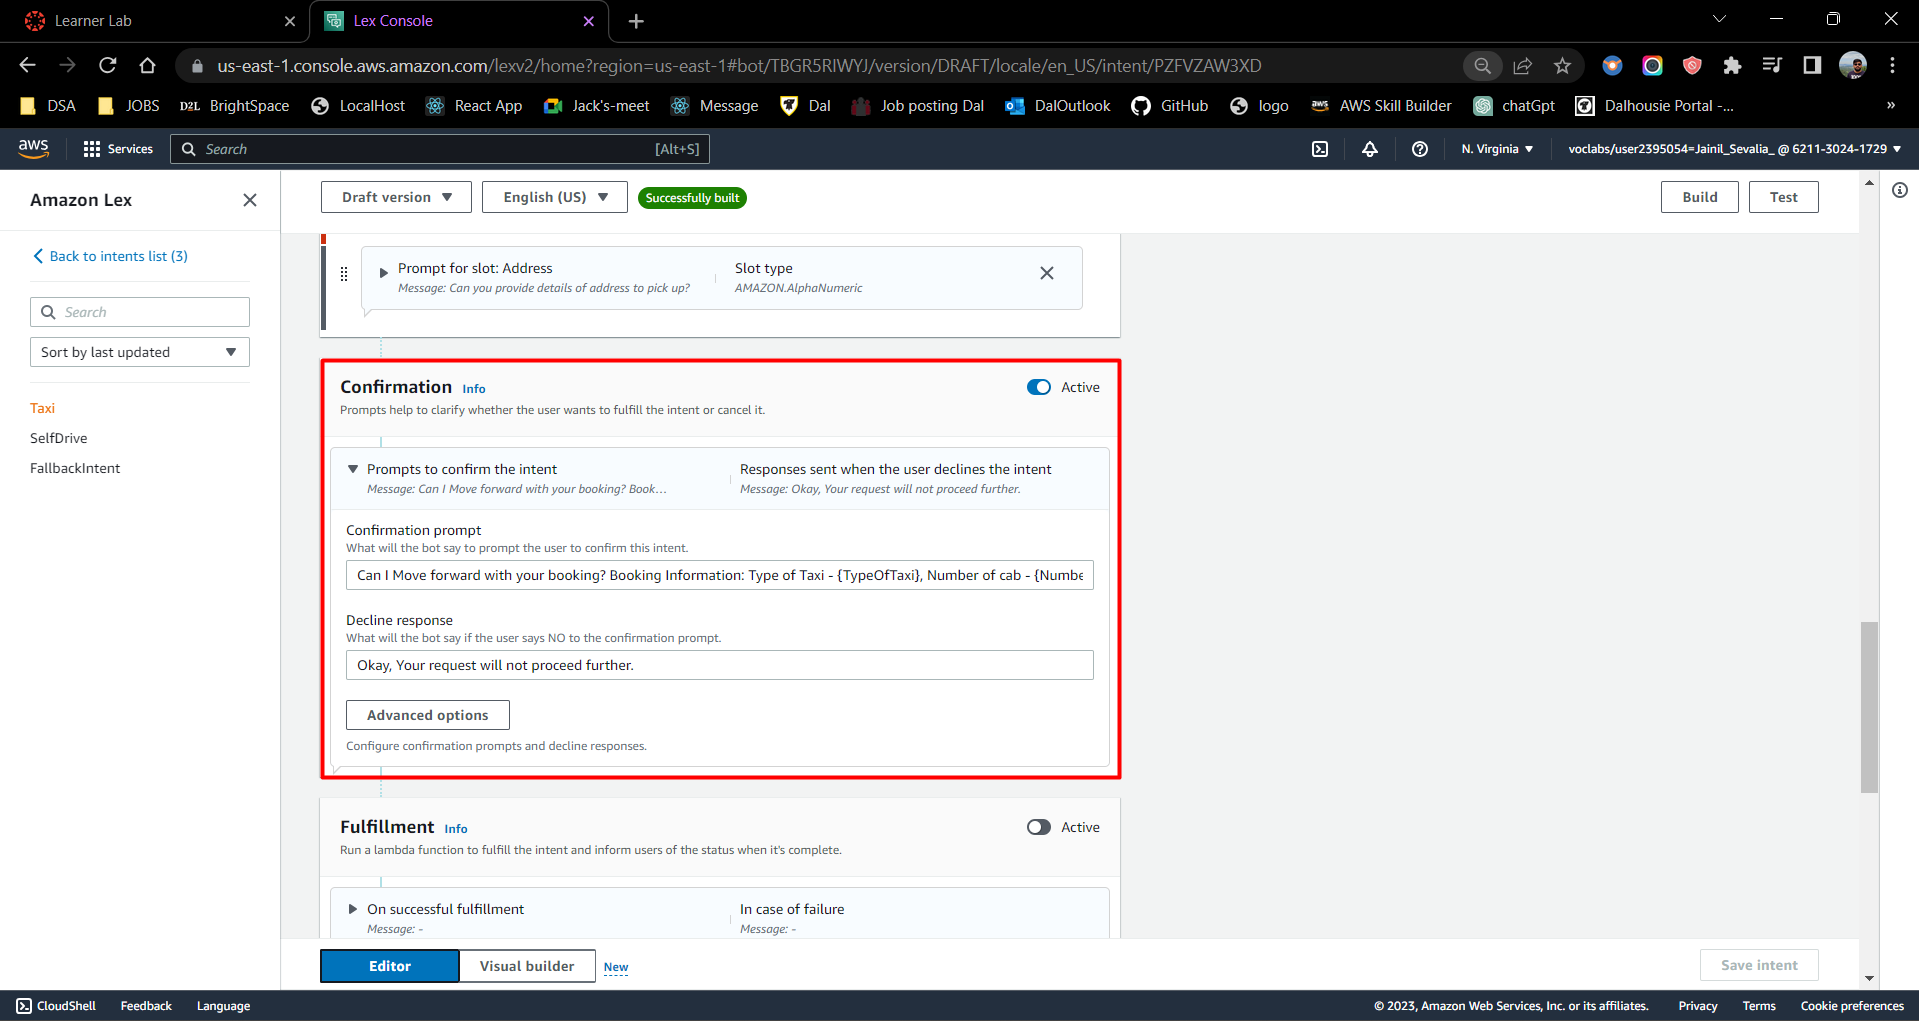 Learner Lab
Lex Console
us-east-1.console.aws.amazon.com/lexv2/home?region=us-east-1#bot/TBGR5RIWYJ/version/DRAFT/locale/en_US/intent/PZFVZAW3XD
DSA JOBS D2L BrightSpace LocalHost React App Jack's-meet Message Dal Job posting Dal DalOutlook GitHub logo aws AWS Skill Builder chatGpt Dalhousie Portal -... »
aws Services Search [Alt+S] N. Virginia voclabs/user2395054=Jainil_Sevalia_ @ 6211-3024-1729
Amazon Lex
Draft version English (US) Successfully built Build Test
Back to intents list (3)
Search
Sort by last updated
Taxi
SelfDrive
FallbackIntent
Prompt for slot: Address Slot type
Message: Can you provide details of address to pick up? AMAZON.AlphaNumeric
Confirmation Info Active
Prompts help to clarify whether the user wants to fulfill the intent or cancel it.
Prompts to confirm the intent Responses sent when the user declines the intent
Message: Can I Move forward with your booking? Book... Message: Okay, Your request will not proceed further.
Confirmation prompt
What will the bot say to prompt the user to confirm this intent.
Can I Move forward with your booking? Booking Information: Type of Taxi - {TypeOfTaxi}, Number of cab - {Numbe
Decline response
What will the bot say if the user says NO to the confirmation prompt.
Okay, Your request will not proceed further.
Advanced options
Configure confirmation prompts and decline responses.
Fulfillment Info Active
Run a lambda function to fulfill the intent and inform users of the status when it's complete.
On successful fulfillment In case of failure
Message: - Message: -
Editor Visual builder New Save intent
CloudShell Feedback Language © 2023, Amazon Web Services, Inc. or its affiliates. Privacy Terms Cookie preferences